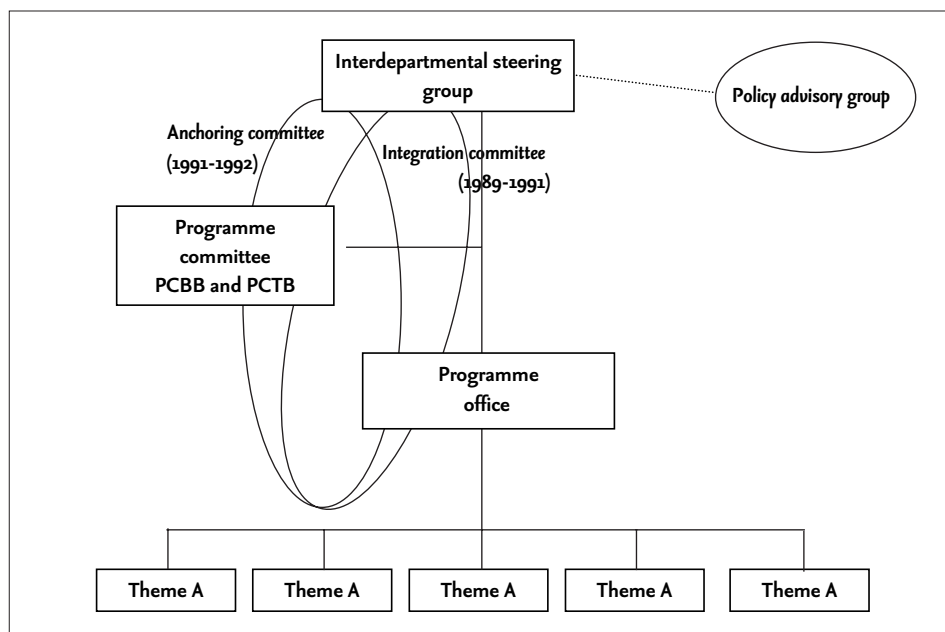 Interdepartmental steering
group
Policy advisory group
Anchoring committee
(1991-1992)
Integration committee
(1989-1991)
Programme
committee
PCBB and PCTB
Programme
office
Theme A
Theme A
Theme A
Theme A
Theme A